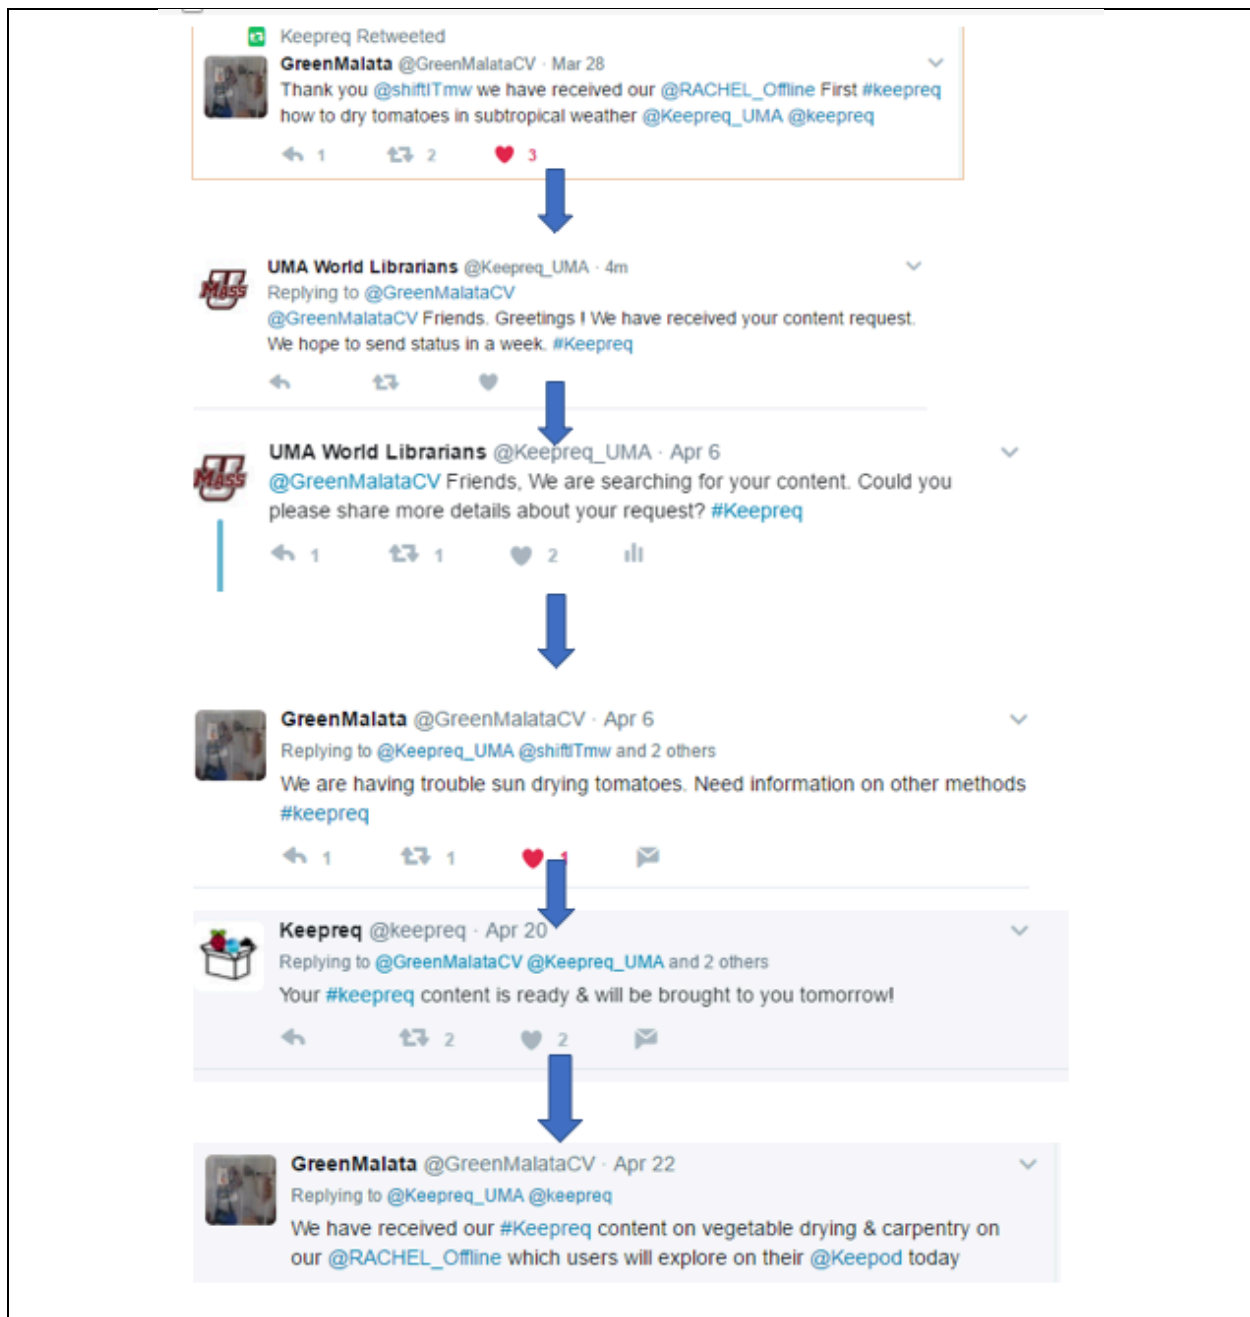 Keepreq Retweeted
GreenMalata @GreenMalataCV · Mar 28
Thank you @shiftITmw we have received our @RACHEL_Offline First #keepreq
how to dry tomatoes in subtropical weather @Keepreq_UMA @keepreq
1 2 3
UMA World Librarians @Keepreq_UMA · 4m
Replying to @GreenMalataCV
@GreenMalataCV Friends. Greetings ! We have received your content request.
We hope to send status in a week. #Keepreq
U
MASS
UMA World Librarians @Keepreq_UMA · Apr 6
@GreenMalataCV Friends, We are searching for your content. Could you
please share more details about your request? #Keepreq
U
MASS
1 1 2
GreenMalata @GreenMalataCV · Apr 6
Replying to @Keepreq_UMA @shiftITmw and 2 others
We are having trouble sun drying tomatoes. Need information on other methods
#keepreq
1 1 1
Keepreq @keepreq · Apr 20
Replying to @GreenMalataCV @Keepreq_UMA and 2 others
Your #keepreq content is ready & will be brought to you tomorrow!
2 2
GreenMalata @GreenMalataCV · Apr 22
Replying to @Keepreq_UMA @keepreq
We have received our #Keepreq content on vegetable drying & carpentry on
our @RACHEL_Offline which users will explore on their @Keepod today